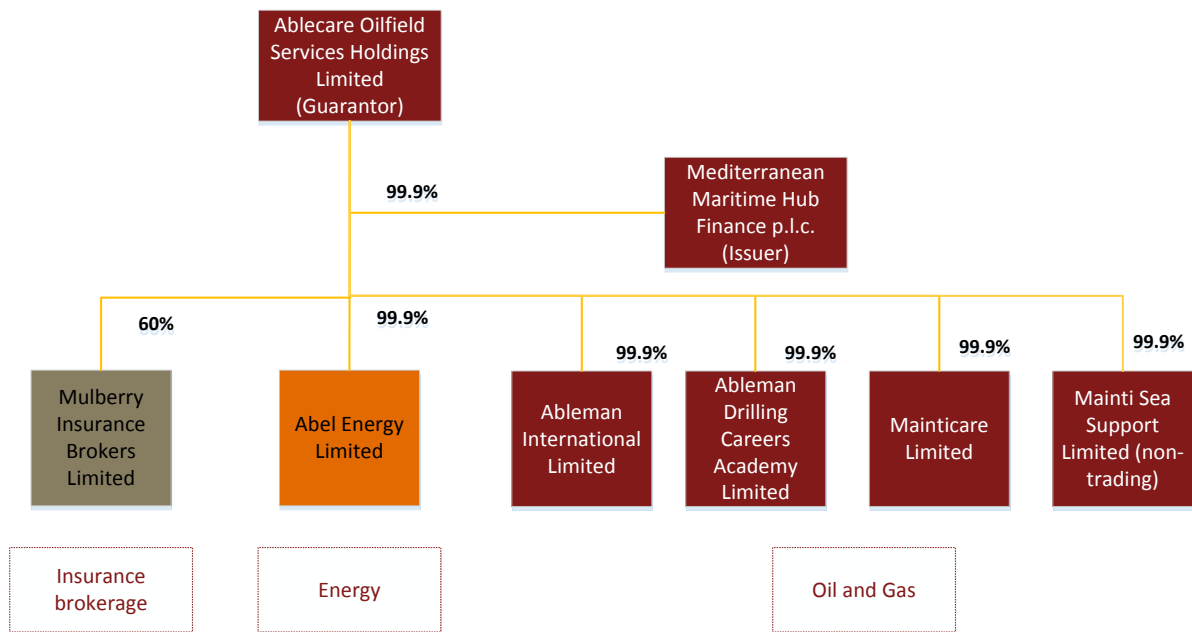 Ablecare Oilfield
Services Holdings
Limited
(Guarantor)
99.9%
Mediterranean
Maritime Hub
Finance p.l.c.
(Issuer)
60%
99.9%
99.9%
99.9%
99.9%
99.9%
Mulberry
Insurance
Brokers
Limited
Abel Energy
Limited
Ableman
International
Limited
Ableman
Drilling
Careers
Academy
Limited
Mainticare
Limited
Mainti Sea
Support
Limited (non-
trading)
Insurance
brokerage
Energy
Oil and Gas